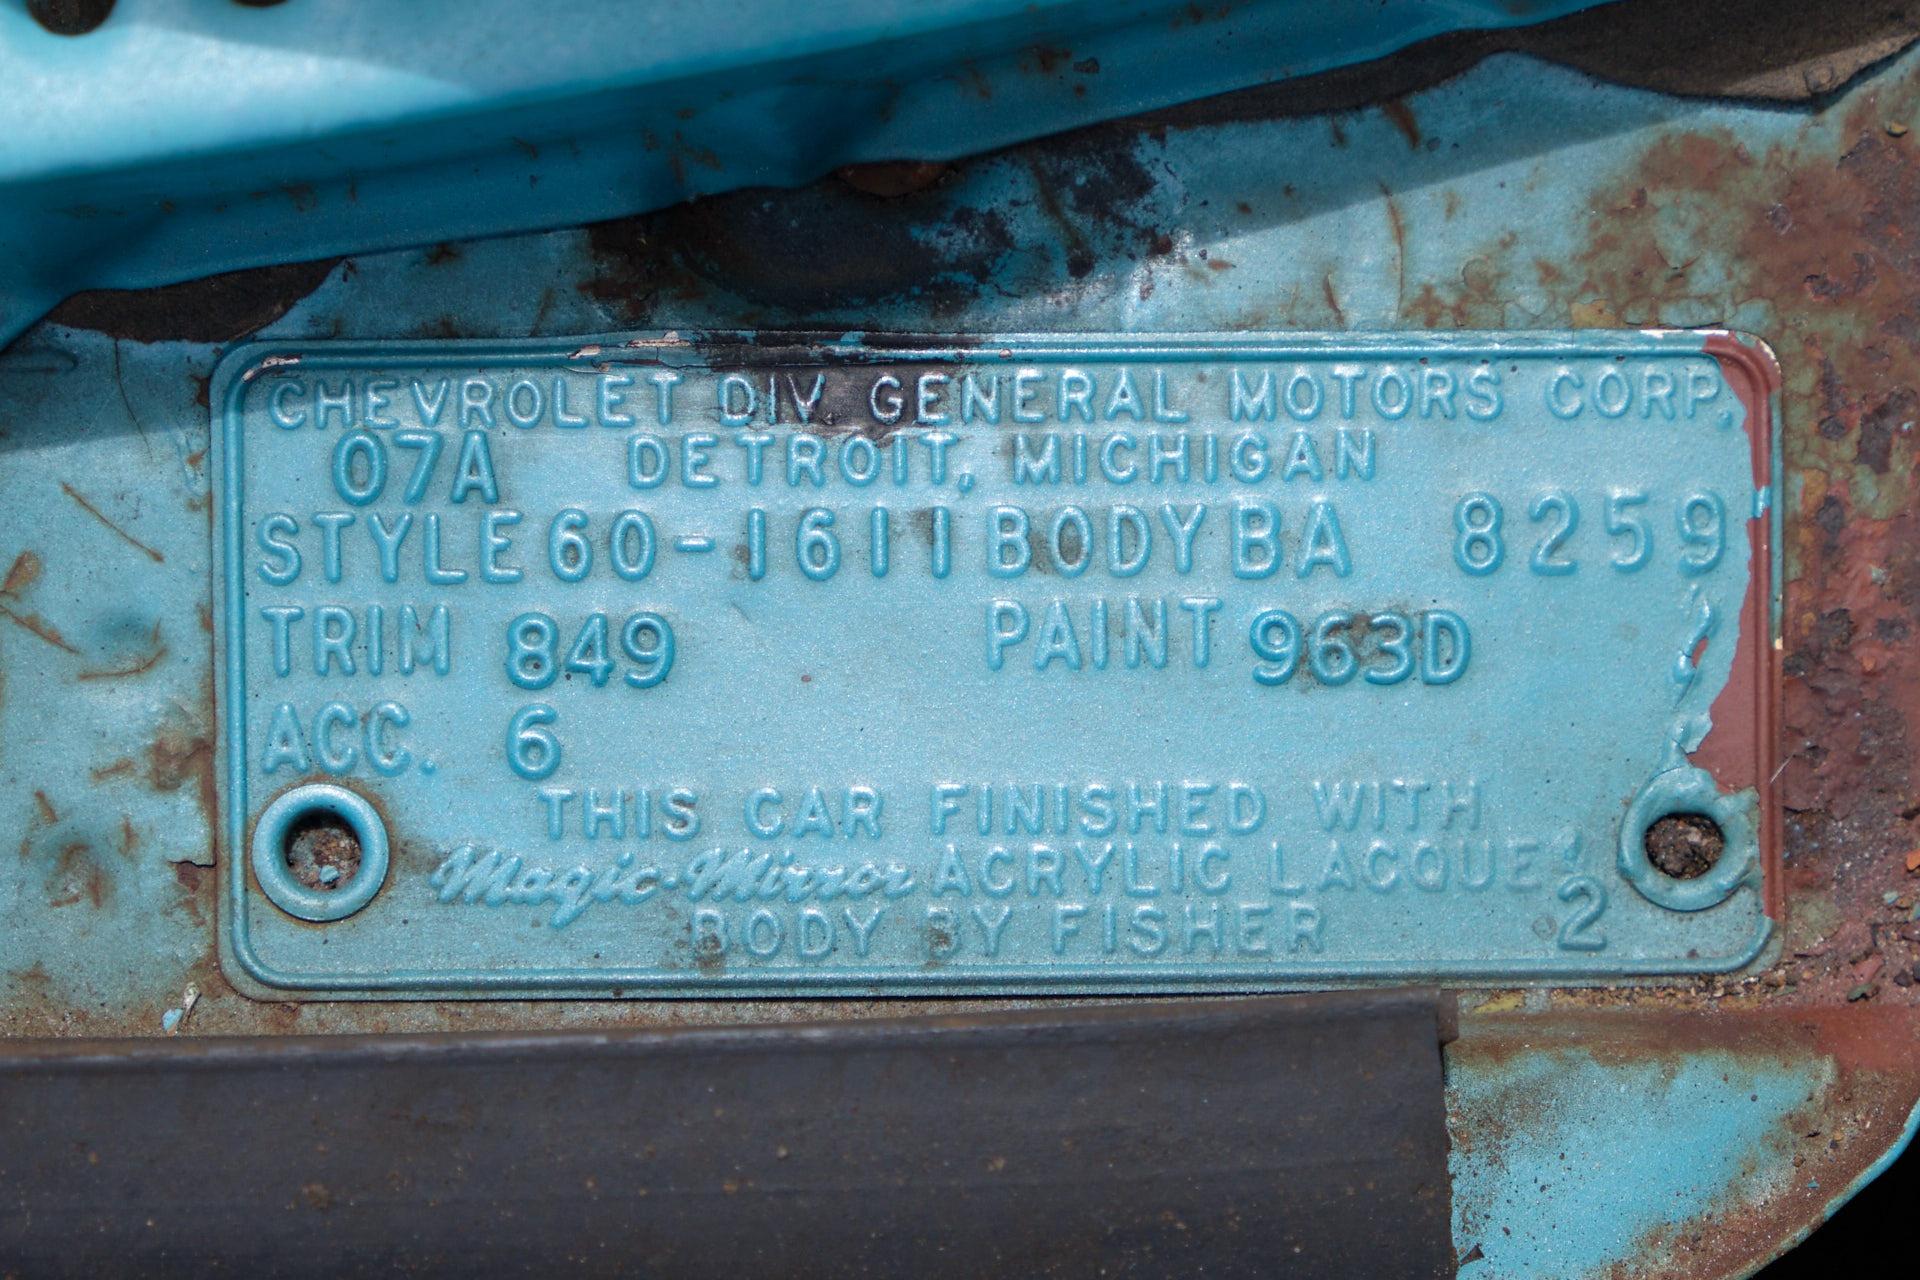 CHEVROLET DIV. GENERAL MOTORS CORP.
07A DETROIT, MICHIGAN
STYLE 60-1611 BODY BA 8259
TRIM 849 PAINT 963D
ACC. 6
THIS CAR FINISHED WITH
Magic-Mirror ACRYLIC LACQUE
BODY BY FISHER 2